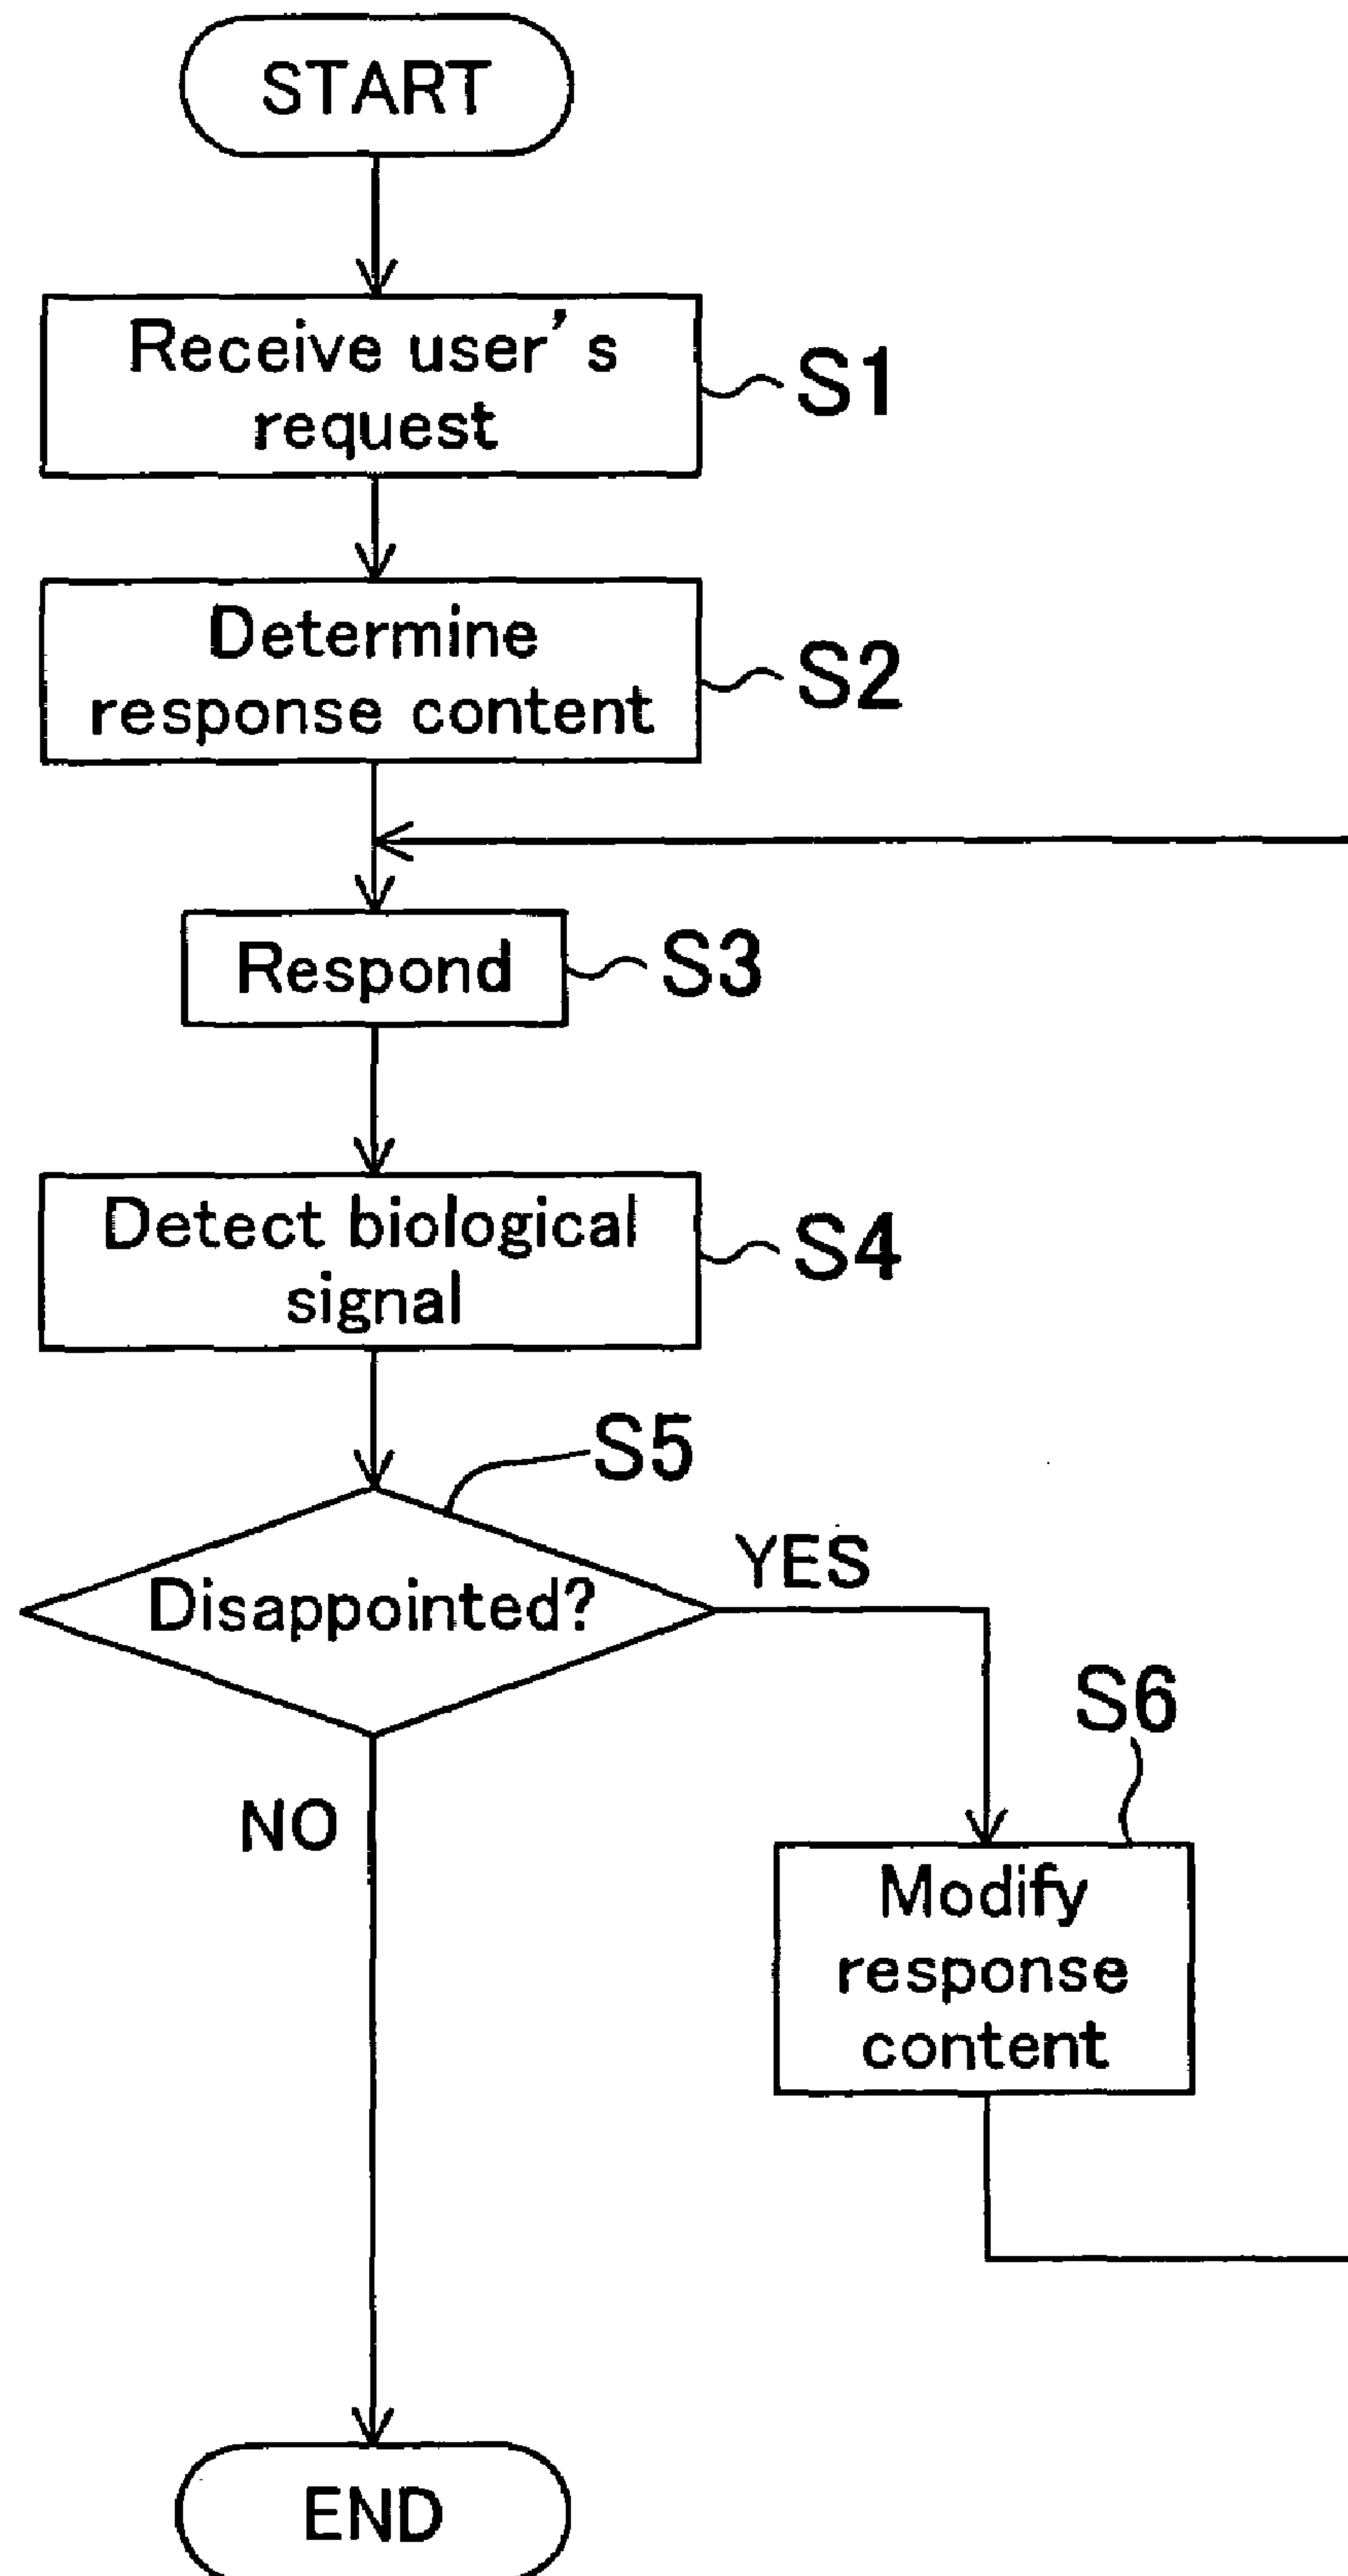 START
Receive user's
request
S1
Determine
response content
S2
Respond
S3
Detect biological
signal
S4
S5
Disappointed?
YES
NO
S6
Modify
response
content
END